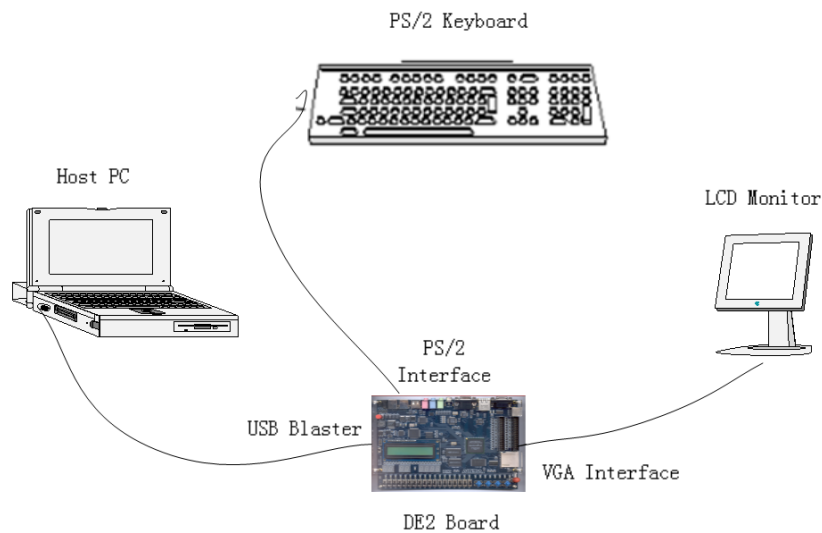 PS/2 Keyboard
Host PC
LCD Monitor
PS/2
Interface
USB Blaster
VGA Interface
DE2 Board